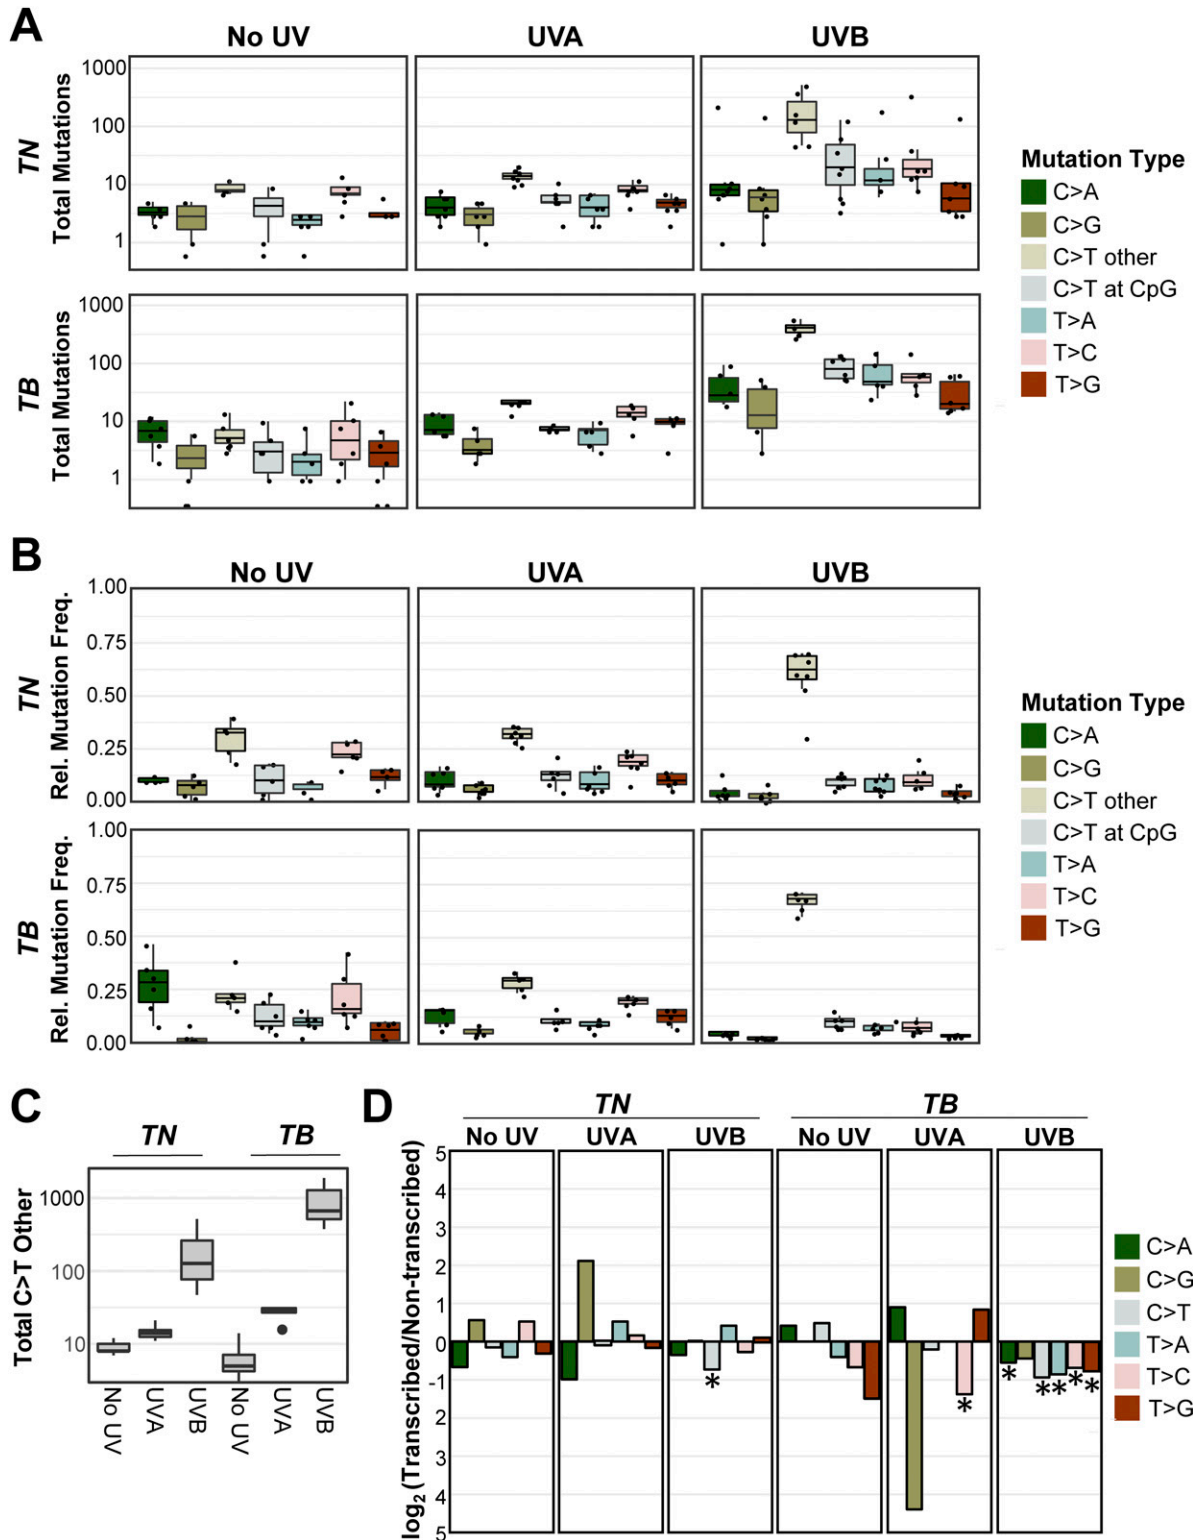 A
No UV UVA UVB
TN
Total Mutations
1000
100
10
1
TB
Total Mutations
1000
100
10
1
Mutation Type
C>A
C>G
C>T other
C>T at CpG
T>A
T>C
T>G
B
No UV UVA UVB
TN
Rel. Mutation Freq.
1.00
0.75
0.50
0.25
0.00
TB
Rel. Mutation Freq.
1.00
0.75
0.50
0.25
0.00
Mutation Type
C>A
C>G
C>T other
C>T at CpG
T>A
T>C
T>G
C
TN TB
Total C>T Other
1000
100
10
No UV
UVA
UVB
No UV
UVA
UVB
D
TN TB
No UV UVA UVB No UV UVA UVB
log2 (Transcribed/Non-transcribed)
5
4
3
2
1
0
-1
2
3
4
5
* * * * * * *
C>A
C>G
C>T
T>A
T>C
T>G